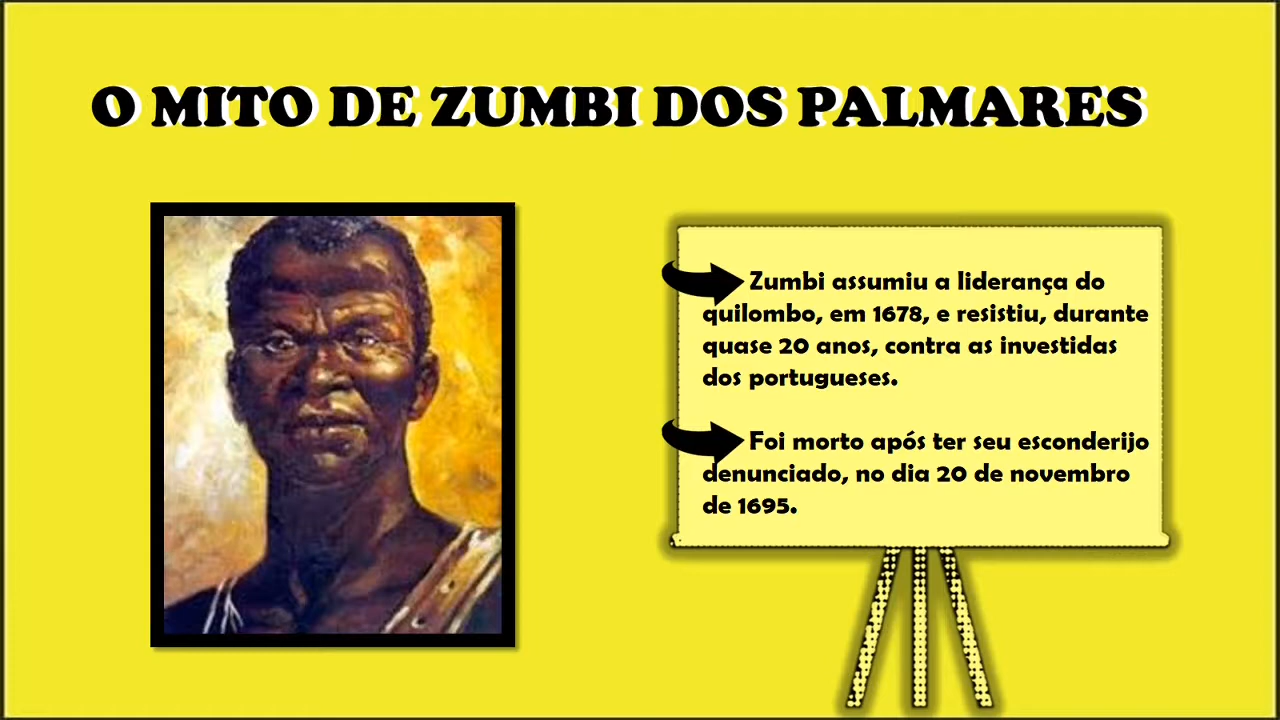 O MITO DE ZUMBI DOS PALMARES
Zumbi assumiu a liderança do
quilombo, em 1678, e resistiu, durante
quase 20 anos, contra as investidas
dos portugueses.
Foi morto após ter seu esconderijo
denunciado, no dia 20 de novembro
de 1695.